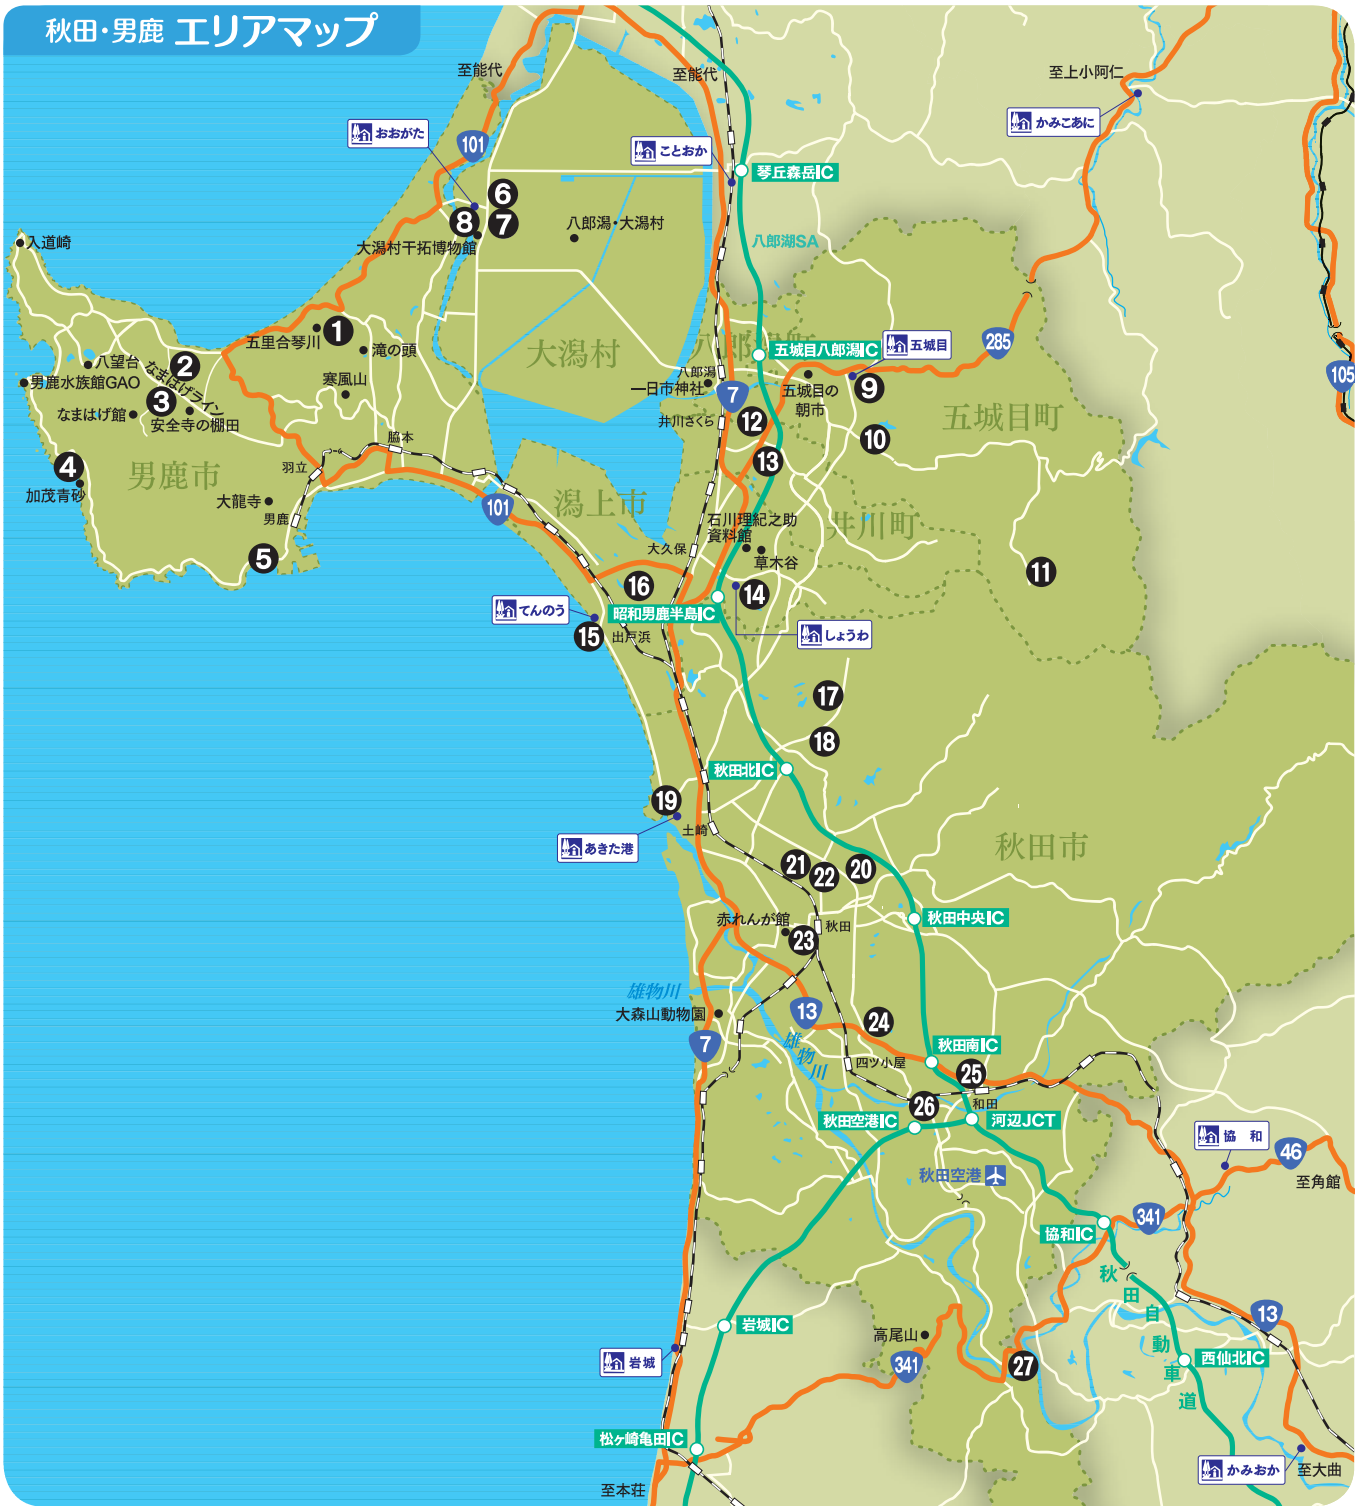 秋田・男鹿 エリアマップ
至能代
至能代
至上小阿仁
おおがた
101
ことおか
かみこあに
琴丘森岳IC
105
6
8
7
八郎潟・大潟村
大潟村干拓博物館
八郎湖SA
入道崎
1
五里合琴川
滝の頭
大潟村
八郎潟町
五城目八郎潟IC
五城目
285
八望台
2
なまはげライン
男鹿水族館GAO
寒風山
八郎潟
一日市神社
7
五城目の
朝市
9
なまはげ館
3
安全寺の棚田
井川さくら
12
五城目町
10
脇本
羽立
13
4
加茂青砂
男鹿市
大龍寺
男鹿
101
潟上市
石川理紀之助
資料館
井川町
草木谷
大久保
5
11
16
14
てんのう
昭和男鹿半島IC
15
出戸浜
しょうわ
17
18
秋田北IC
19
土崎
あきた港
秋田市
21
22
20
赤れんが館
秋田
秋田中央IC
23
雄物川
大森山動物園
13
24
7
雄物川
四ツ小屋
秋田南IC
25
26
和田
秋田空港IC
河辺JCT
協 和
46
秋田空港
至角館
341
協和IC
秋田自動車道
岩城IC
高尾山
13
岩城
341
27
西仙北IC
松ヶ崎亀田IC
かみおか
至大曲
至本荘